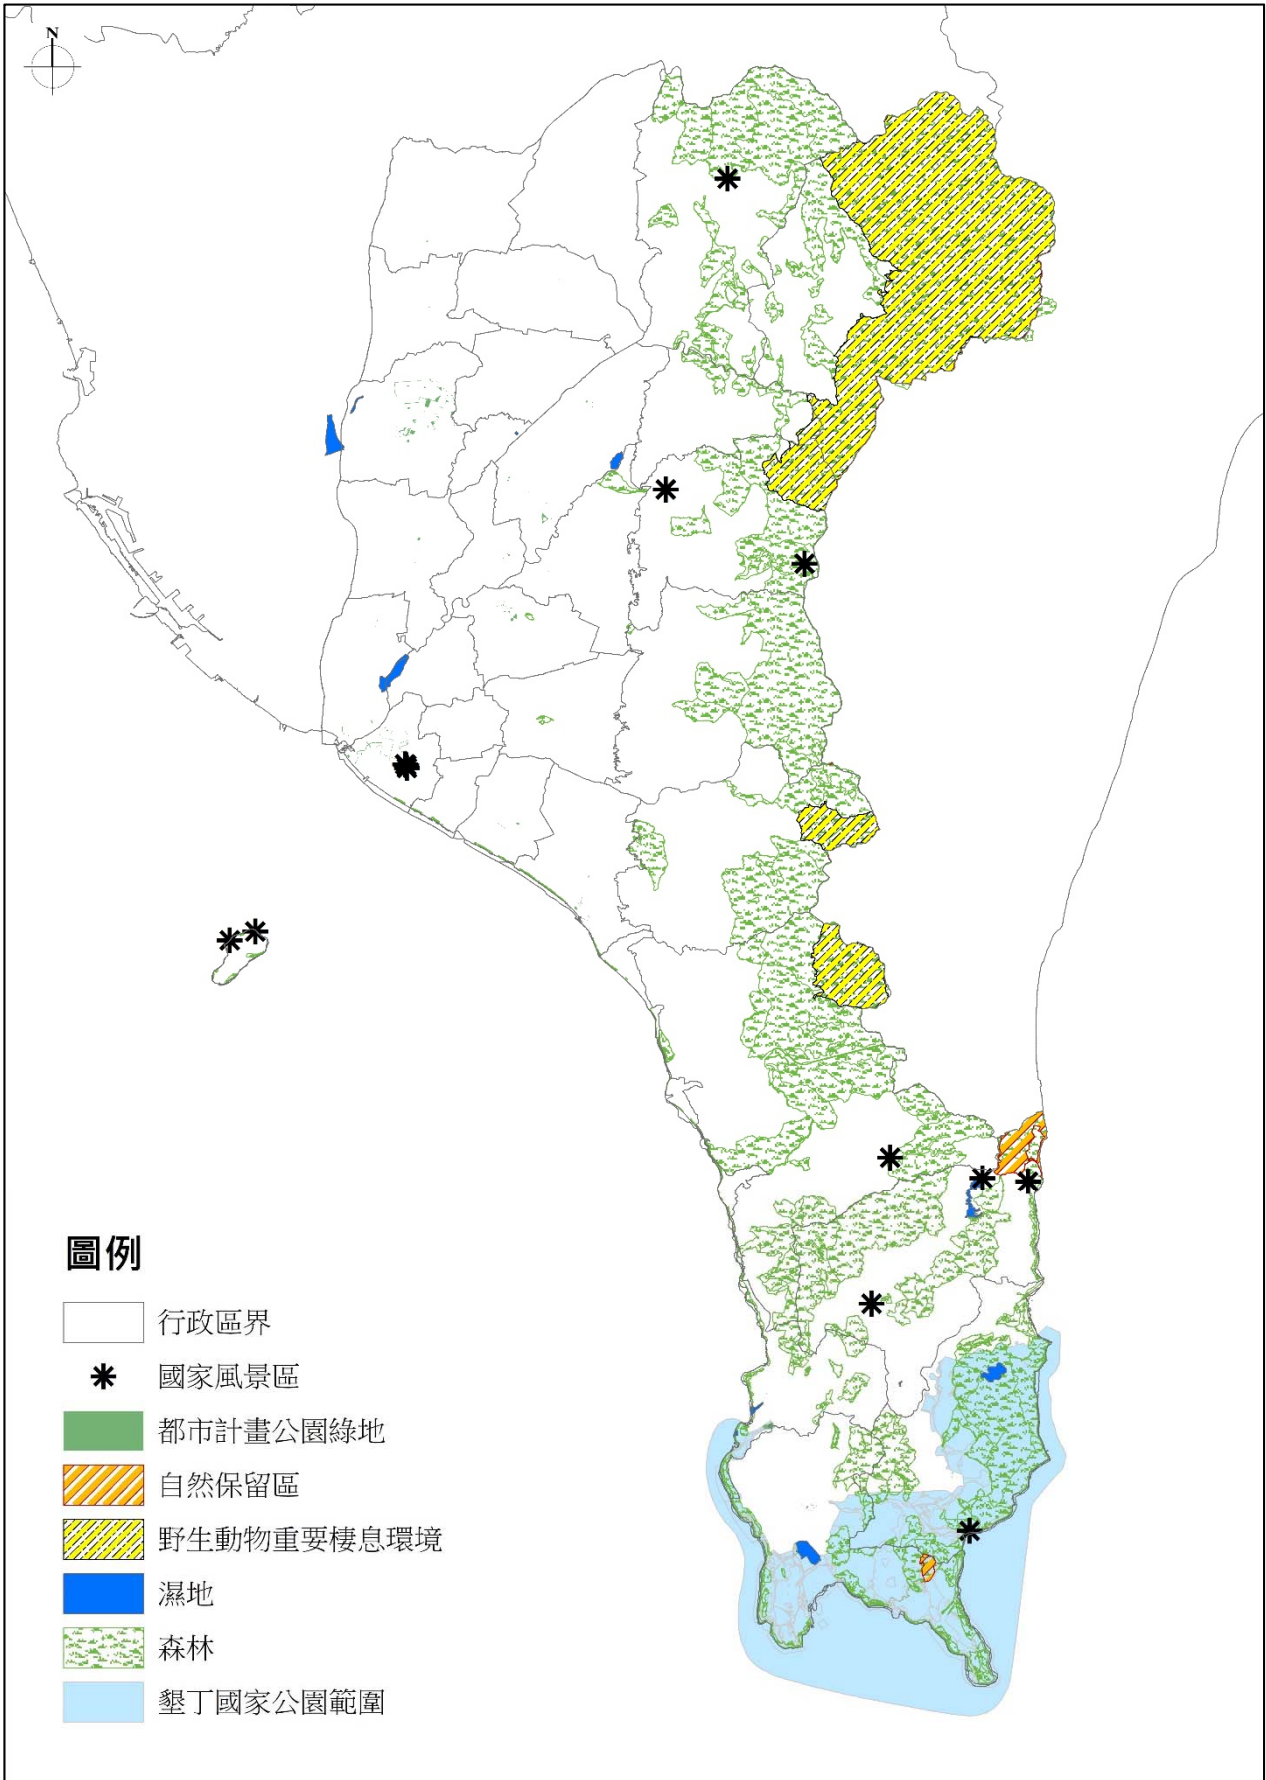 N
圖例
行政區界
國家風景區
都市計畫公園綠地
自然保留區
野生動物重要棲息環境
濕地
森林
墾丁國家公園範圍